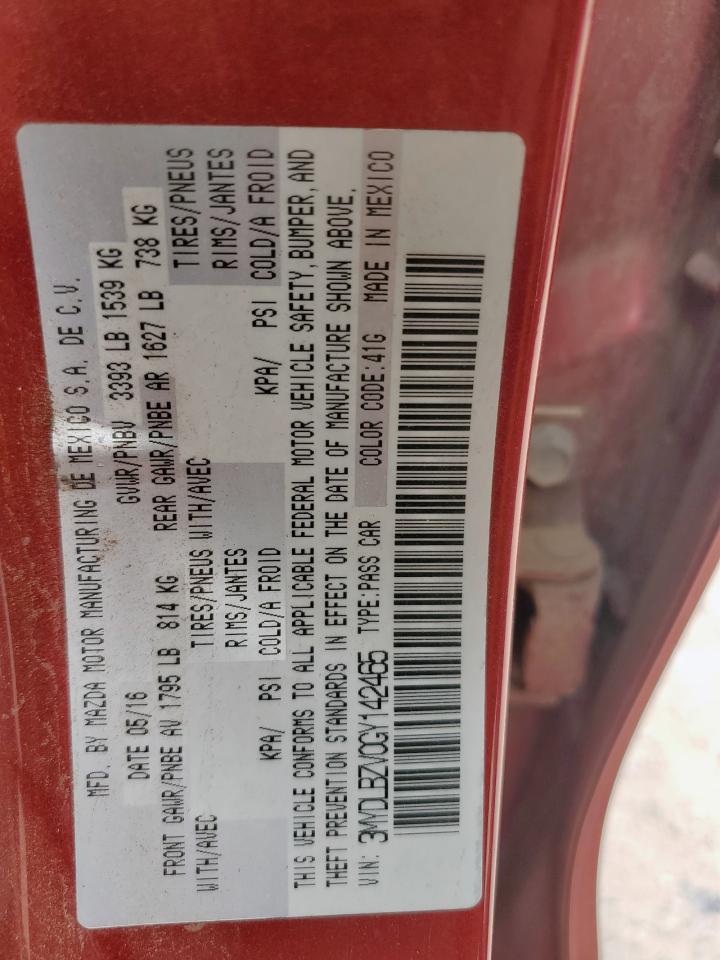 MFD. BY MAZDA MOTOR MANUFACTURING DE MEXICO S.A. DE C.V.
DATE 05/16 GVWR/PNBV 3393 LB 1539 KG
FRONT GAWR/PNBE AV 1795 LB 814 KG REAR GAWR/PNBE AR 1627 LB 738 KG
WITH/AVEC TIRES/PNEUS WITH/AVEC TIRES/PNEUS
RIMS/JANTES RIMS/JANTES
KPA/ PSI COLD/A FROID KPA/ PSI COLD/A FROID
THIS VEHICLE CONFORMS TO ALL APPLICABLE FEDERAL MOTOR VEHICLE SAFETY, BUMPER, AND
THEFT PREVENTION STANDARDS IN EFFECT ON THE DATE OF MANUFACTURE SHOWN ABOVE.
VIN: 3MYDLBZV0GY142465 TYPE:PASS CAR COLOR CODE:41G MADE IN MEXICO